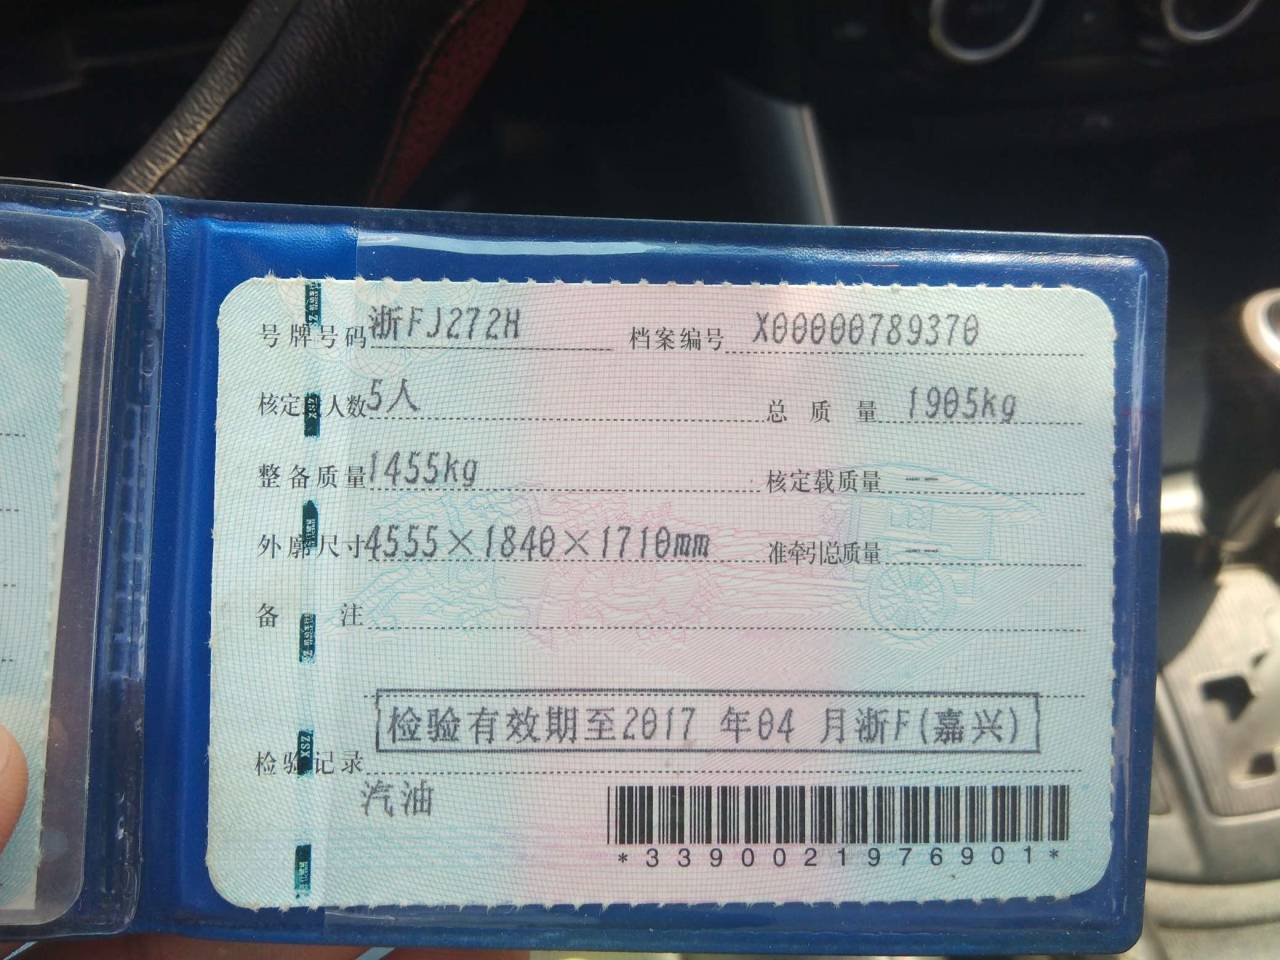 号牌号码 浙FJ272H 档案编号 X00000789370
核定 人数 5人 总质量 1905kg
整备质量 1455kg 核定载质量 --
外廓尺寸 4555×1840×1710mm 准牵引总质量 --
备注
检验有效期至2017 年04 月浙F(嘉兴)
检验记录
汽油
*3390021976901*
XSZ
XSZ